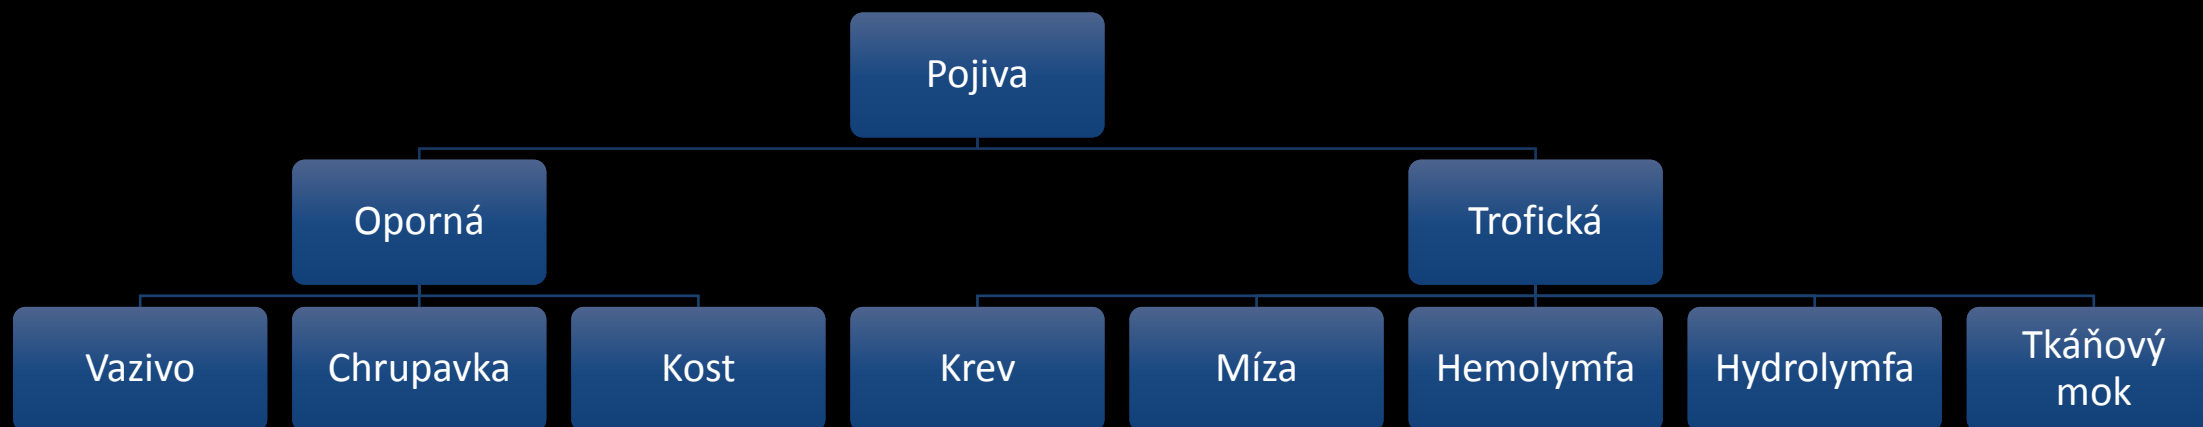 Pojiva
Oporná
Trofická
Vazivo
Chrupavka
Kost
Krev
Míza
Hemolymfa
Hydrolymfa
Tkáňový
mok